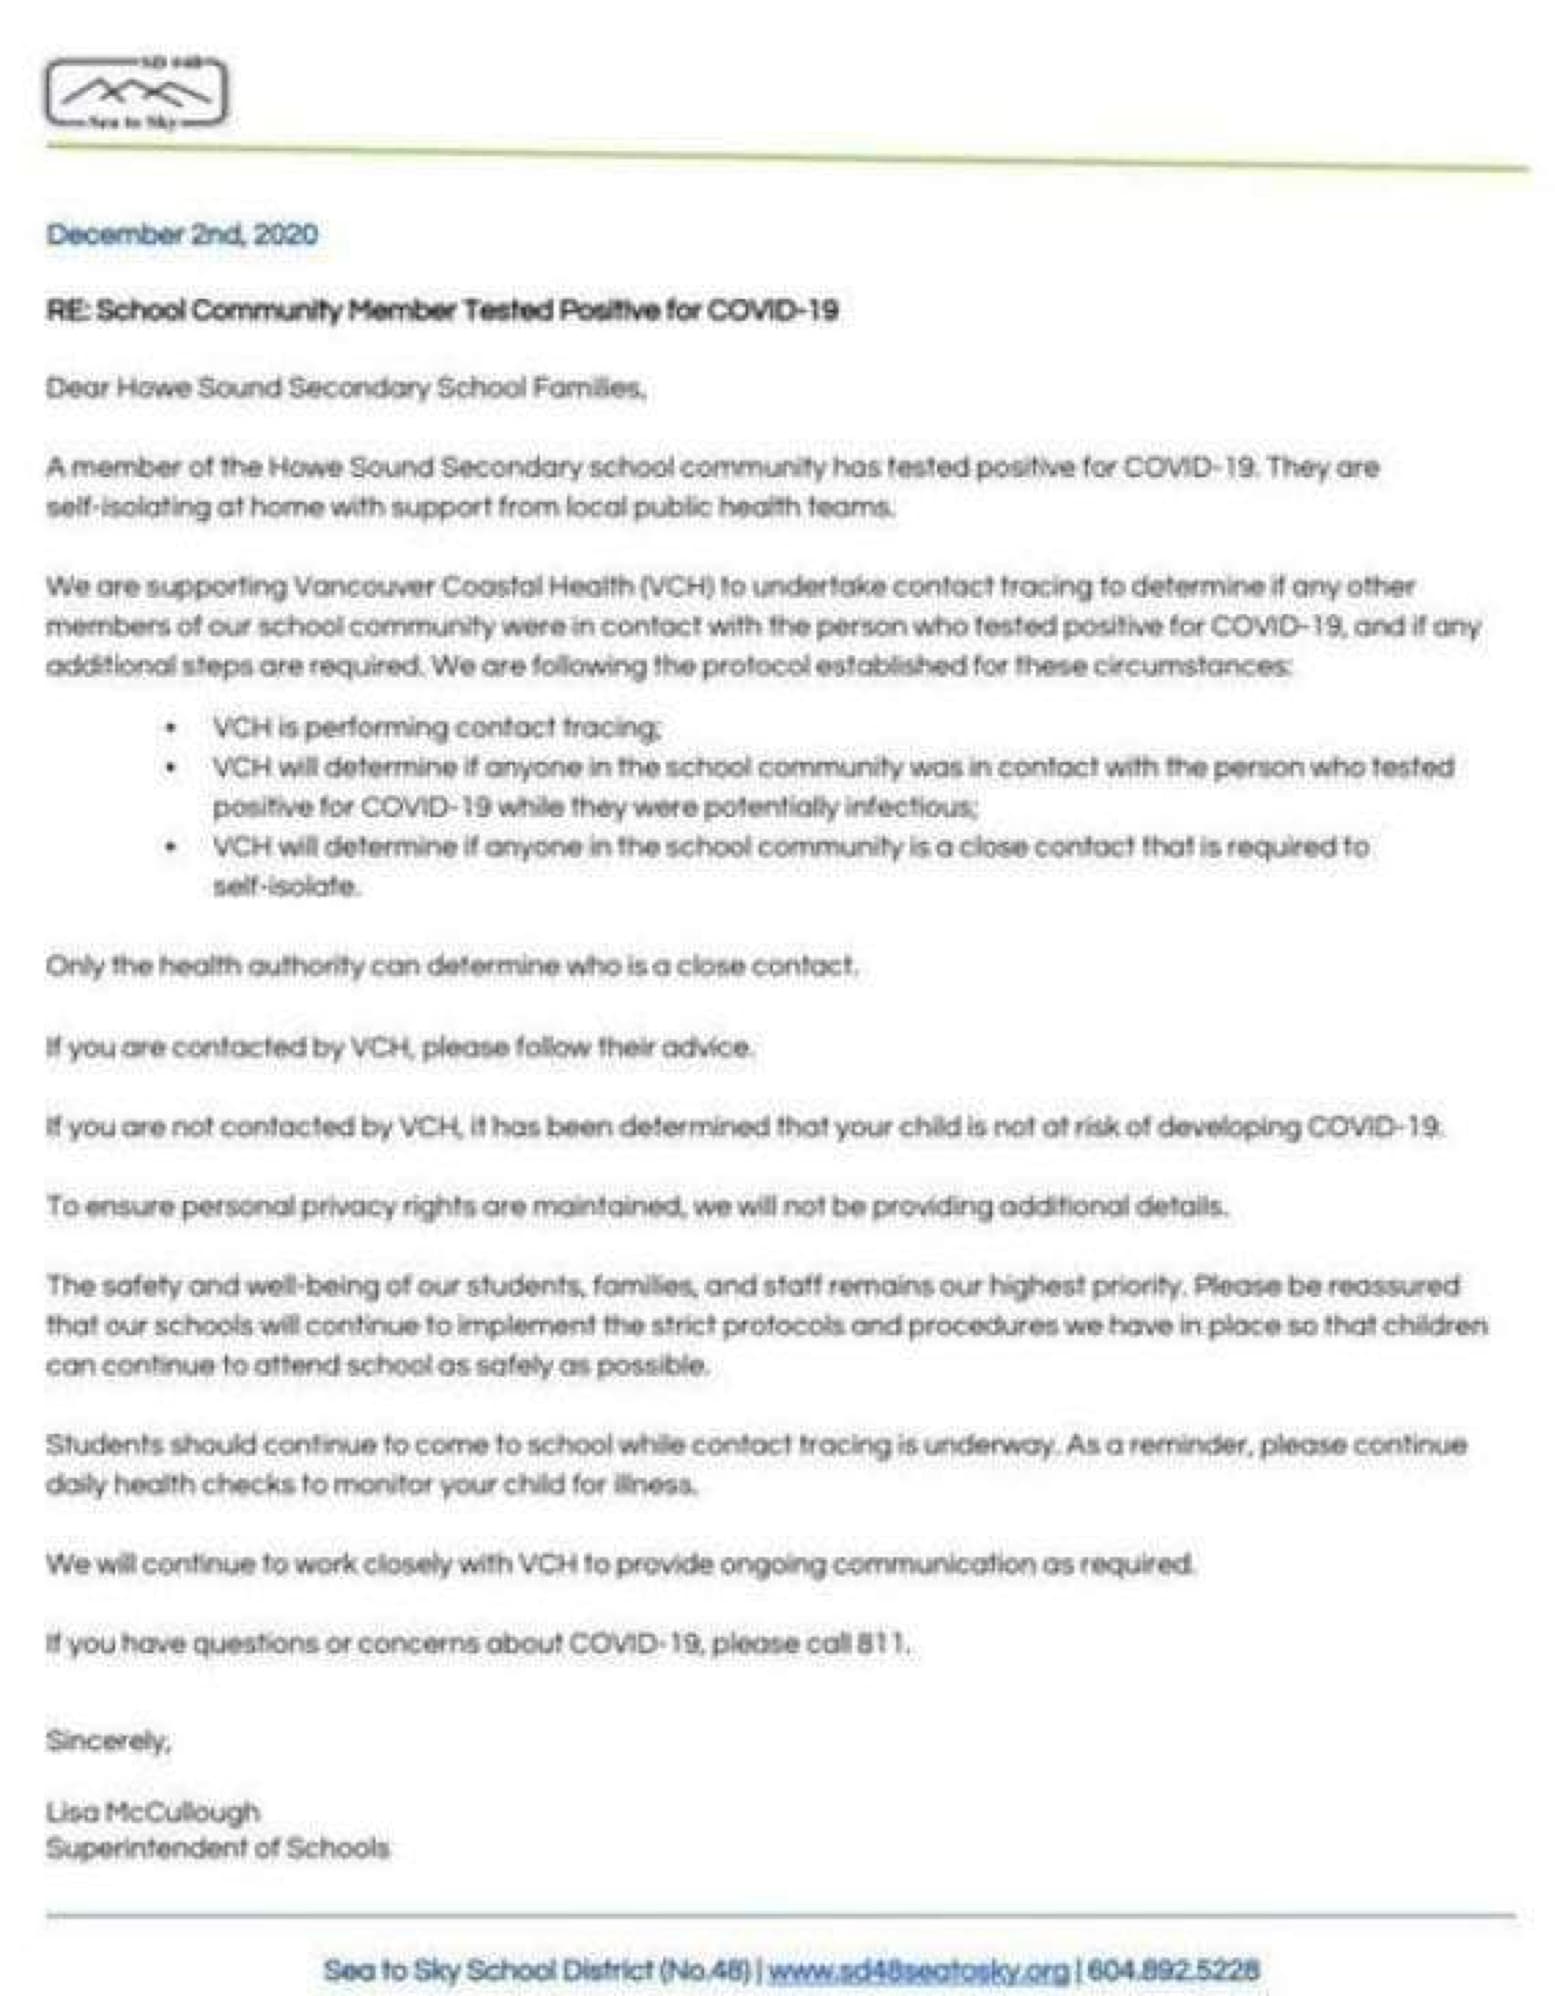 SD #48
Sea to Sky
December 2nd, 2020
RE: School Community Member Tested Positive for COVID-19
Dear Howe Sound Secondary School Families,
A member of the Howe Sound Secondary school community has tested positive for COVID-19. They are
self-isolating at home with support from local public health teams.
We are supporting Vancouver Coastal Health (VCH) to undertake contact tracing to determine if any other
members of our school community were in contact with the person who tested positive for COVID-19, and if any
additional steps are required. We are following the protocol established for these circumstances:
• VCH is performing contact tracing;
• VCH will determine if anyone in the school community was in contact with the person who tested
positive for COVID-19 while they were potentially infectious;
• VCH will determine if anyone in the school community is a close contact that is required to
self-isolate.
Only the health authority can determine who is a close contact.
If you are contacted by VCH, please follow their advice.
If you are not contacted by VCH, it has been determined that your child is not at risk of developing COVID-19.
To ensure personal privacy rights are maintained, we will not be providing additional details.
The safety and well-being of our students, families, and staff remains our highest priority. Please be reassured
that our schools will continue to implement the strict protocols and procedures we have in place so that children
can continue to attend school as safely as possible.
Students should continue to come to school while contact tracing is underway. As a reminder, please continue
daily health checks to monitor your child for illness.
We will continue to work closely with VCH to provide ongoing communication as required.
If you have questions or concerns about COVID-19, please call 811.
Sincerely,
Lisa McCullough
Superintendent of Schools
Sea to Sky School District (No.48) | www.sd48seatosky.org | 604.892.5228